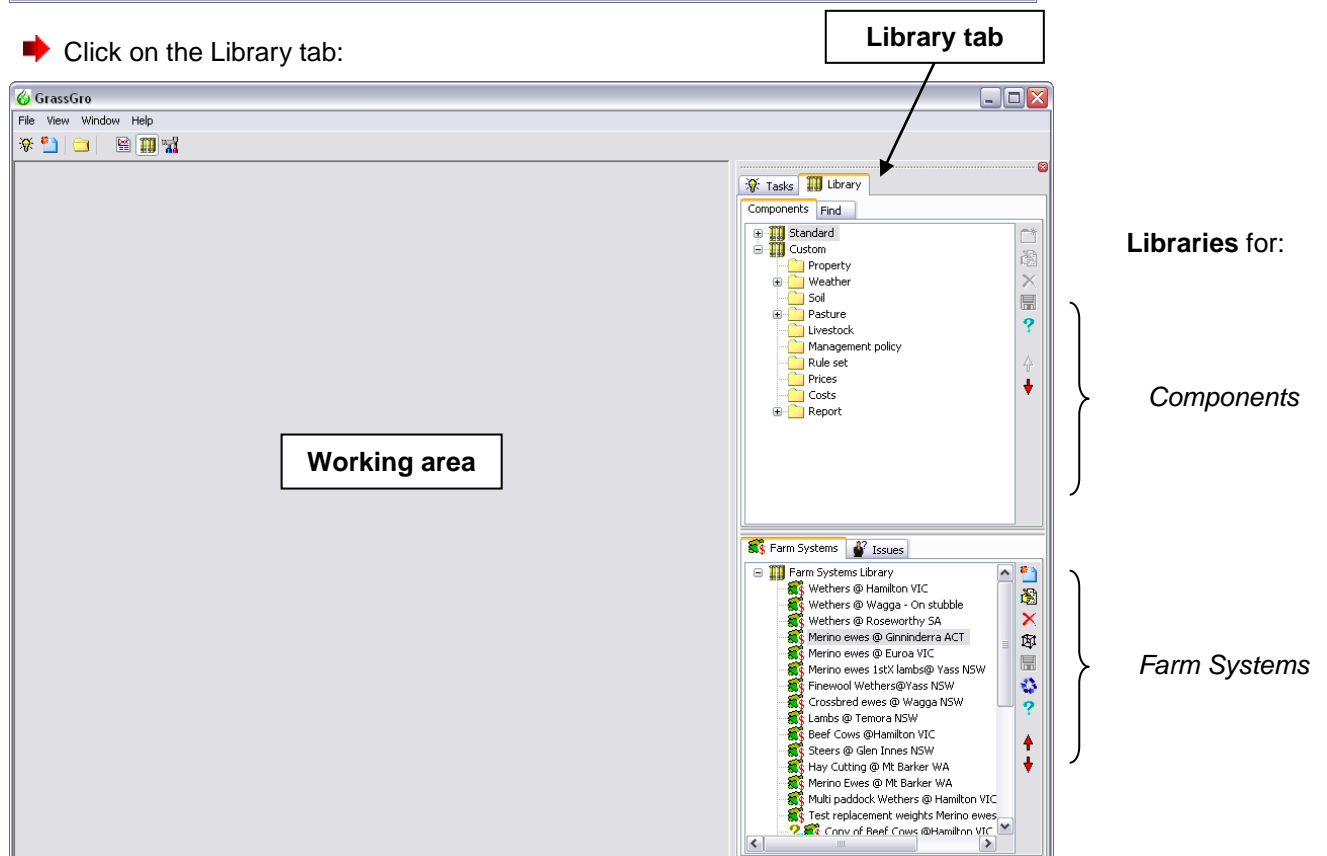 Library tab
Click on the Library tab:
GrassGro
File View Window Help
Tasks Library
Components Find
Standard
Custom
Property
Weather
Soil
Pasture
Livestock
Management policy
Rule set
Prices
Costs
Report
Libraries for:
Components
Working area
Farm Systems Issues
Farm Systems Library
Wethers @ Hamilton VIC
Wethers @ Wagga - On stubble
Wethers @ Roseworthy SA
Merino ewes @ Ginninderra ACT
Merino ewes @ Euroa VIC
Merino ewes 1stX lambs@ Yass NSW
Finewool Wethers@Yass NSW
Crossbred ewes @ Wagga NSW
Lambs @ Temora NSW
Beef Cows @Hamilton VIC
Steers @ Glen Innes NSW
Hay Cutting @ Mt Barker WA
Merino Ewes @ Mt Barker WA
Multi paddock Wethers @ Hamilton VIC
Test replacement weights Merino ewes
Copy of Beef Cows @Hamilton VIC
Farm Systems